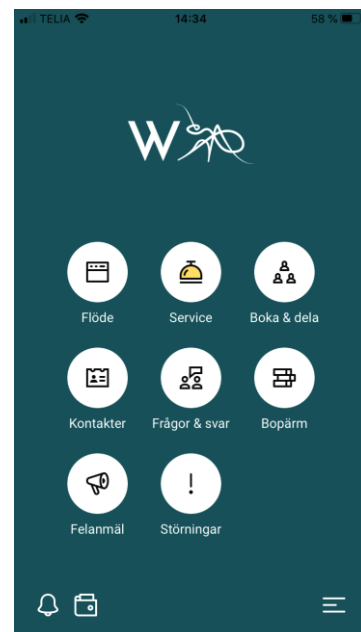 TELIA 14:34 58 %
W
Flöde Service Boka & dela
Kontakter Frågor & svar Bopärm
Felanmäl Störningar